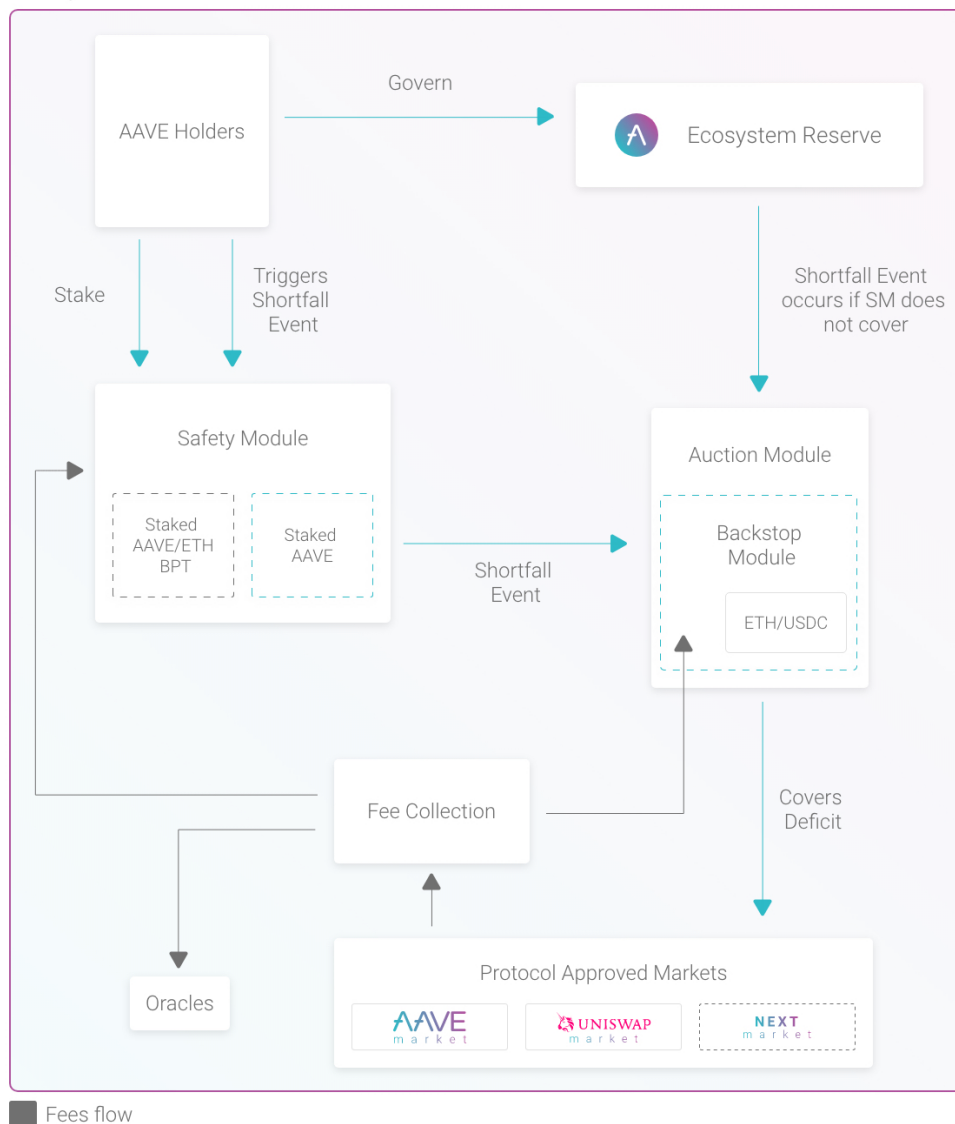 Govern
AAVE Holders
Ecosystem Reserve
Stake
Triggers
Shortfall
Event
Shortfall Event
occurs if SM does
not cover
Safety Module
Staked
AAVE/ETH
BPT
Staked
AAVE
Shortfall
Event
Auction Module
Backstop
Module
ETH/USDC
Fee Collection
Covers
Deficit
Oracles
Protocol Approved Markets
AAVE
market
UNISWAP
market
NEXT
market
Fees flow